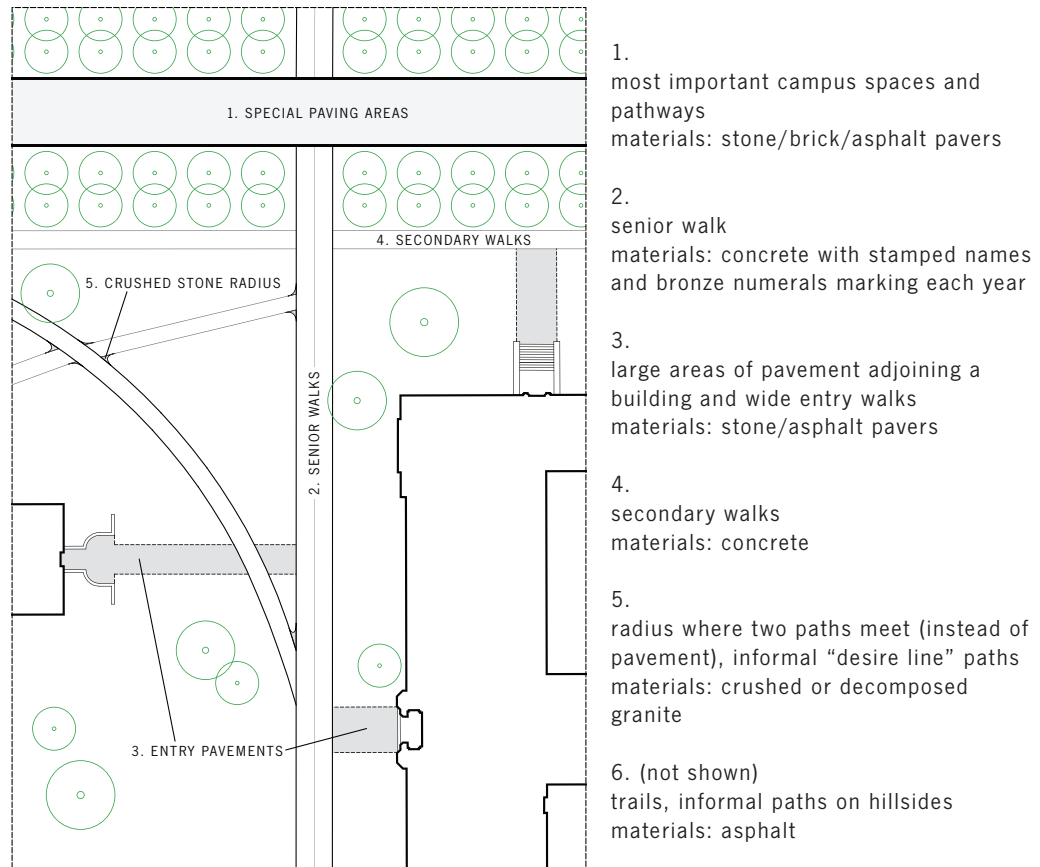 1. SPECIAL PAVING AREAS
4. SECONDARY WALKS
5. CRUSHED STONE RADIUS
2. SENIOR WALKS
3. ENTRY PAVEMENTS
1.
most important campus spaces and
pathways
materials: stone/brick/asphalt pavers
2.
senior walk
materials: concrete with stamped names
and bronze numerals marking each year
3.
large areas of pavement adjoining a
building and wide entry walks
materials: stone/asphalt pavers
4.
secondary walks
materials: concrete
5.
radius where two paths meet (instead of
pavement), informal “desire line” paths
materials: crushed or decomposed
granite
6. (not shown)
trails, informal paths on hillsides
materials: asphalt